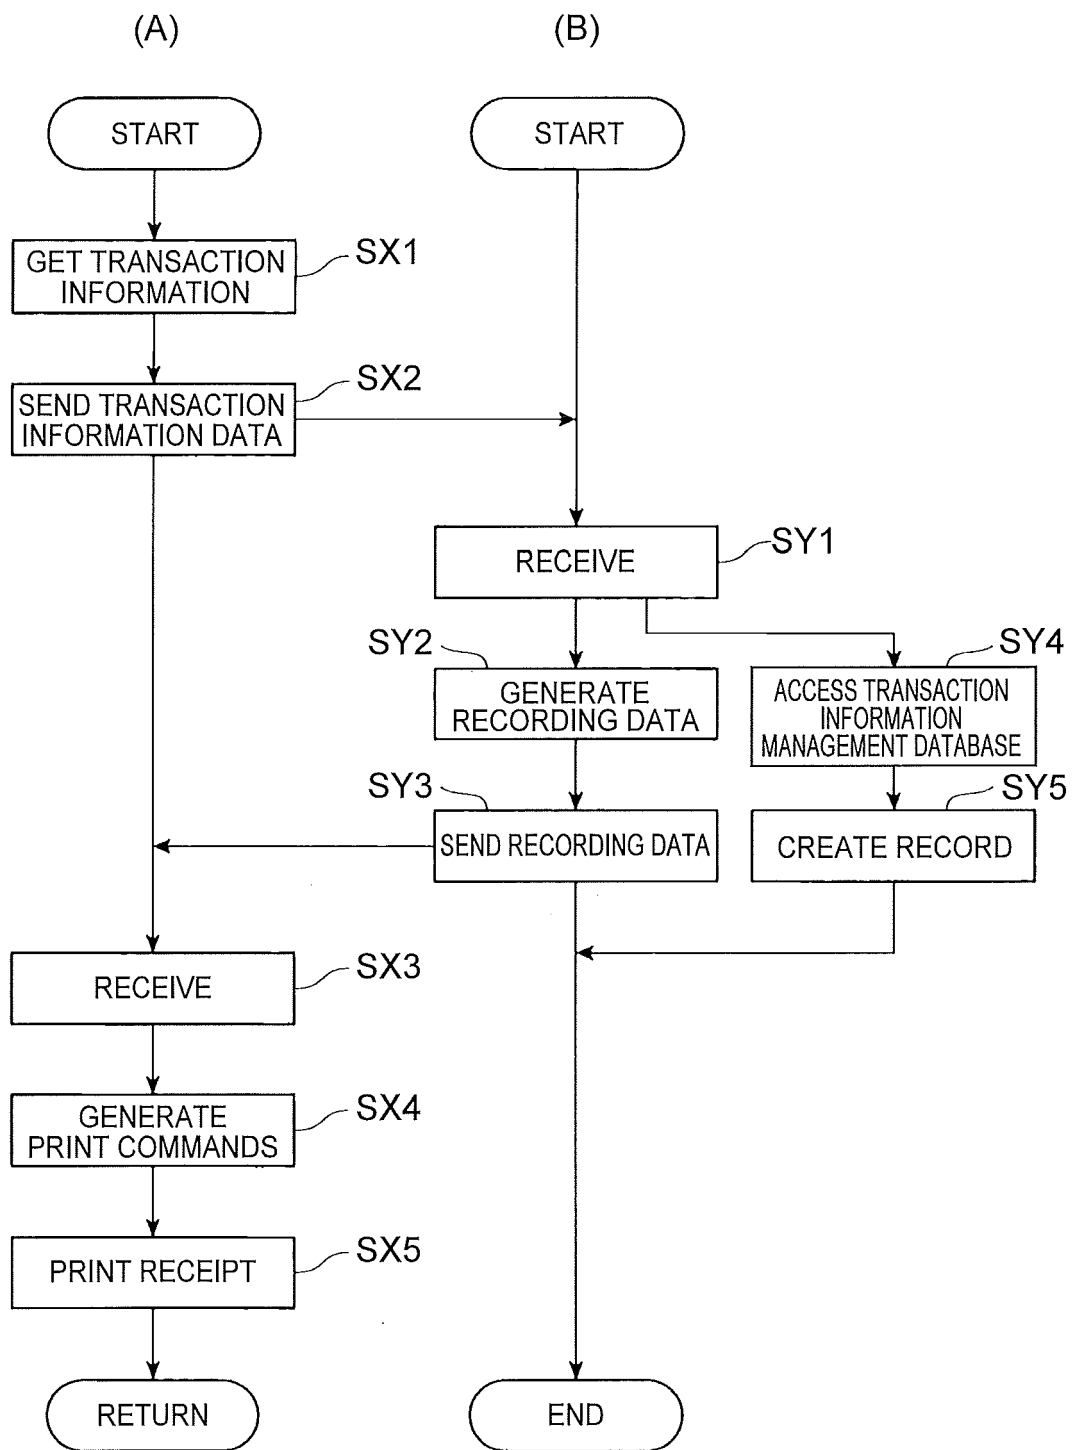 (A)
(B)
START
START
GET TRANSACTION
INFORMATION
SX1
SEND TRANSACTION
INFORMATION DATA
SX2
RECEIVE
SY1
SY2
GENERATE
RECORDING DATA
SY4
ACCESS TRANSACTION
INFORMATION
MANAGEMENT DATABASE
SY3
SEND RECORDING DATA
SY5
CREATE RECORD
RECEIVE
SX3
GENERATE
PRINT COMMANDS
SX4
PRINT RECEIPT
SX5
RETURN
END